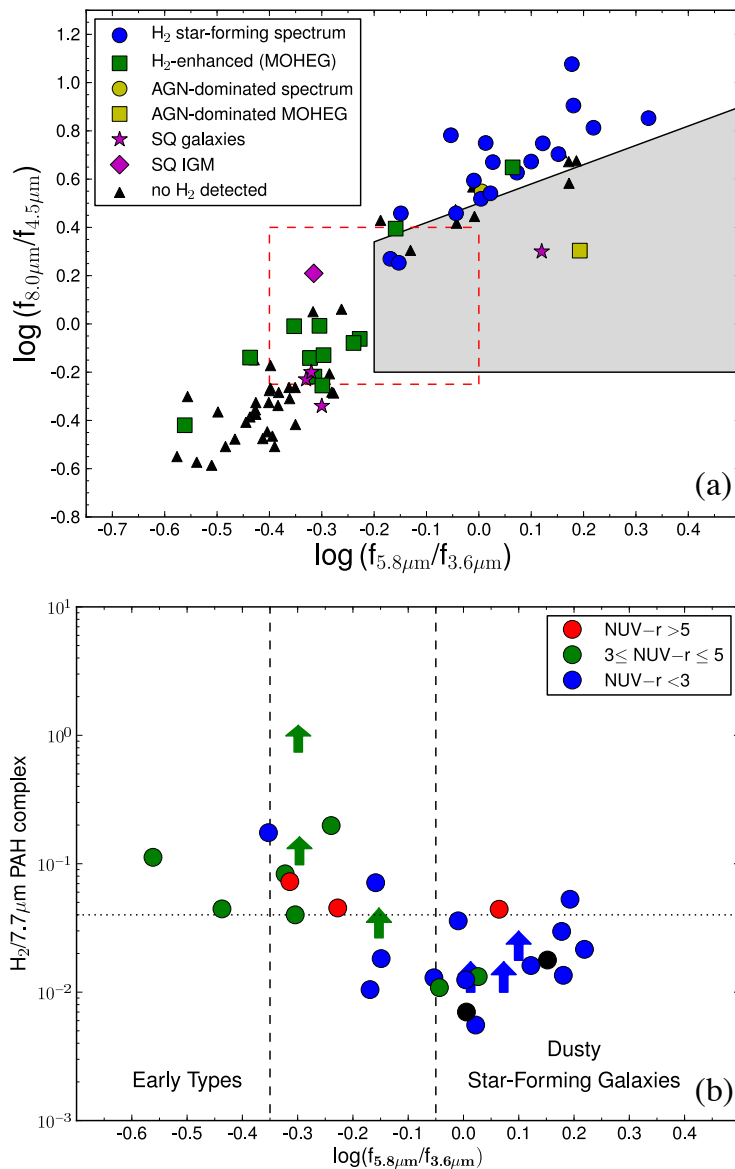 1.2
1.0
0.8
0.6
0.4
0.2
0.0
-0.2
-0.4
-0.6
-0.8
log (f8.0μm/f4.5μm)
H2 star-forming spectrum
H2-enhanced (MOHEG)
AGN-dominated spectrum
AGN-dominated MOHEG
SQ galaxies
SQ IGM
no H2 detected
(a)
-0.7 -0.6 -0.5 -0.4 -0.3 -0.2 -0.1 0.0 0.1 0.2 0.3 0.4
log (f5.8μm/f3.6μm)
10^1
10^0
10^-1
10^-2
10^-3
H2/7.7μm PAH complex
NUV−r >5
3≤ NUV−r ≤ 5
NUV−r <3
Early Types
Dusty
Star-Forming Galaxies
(b)
-0.6 -0.5 -0.4 -0.3 -0.2 -0.1 0.0 0.1 0.2 0.3 0.4
log(f5.8μm/f3.6μm)